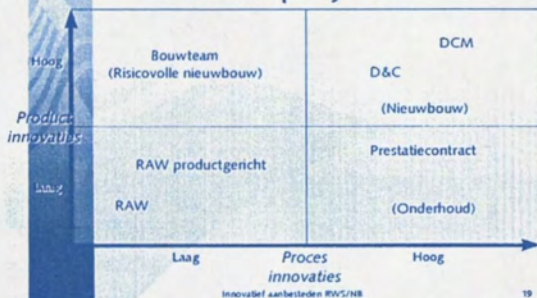 Hoog
Bouwteam
(Risicovolle nieuwbouw)
DCM
D&C
(Nieuwbouw)
Product
innovaties
RAW productgericht
Prestatiecontract
Laag
RAW
(Onderhoud)
Laag
Proces
innovaties
Hoog
Innovatief aanbesteden RWS/NB
19